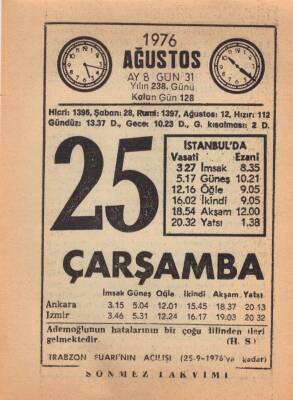 1976
AĞUSTOS
AY 8 GÜN 31
Yılın 238. Günü
Kalan Gün 128
Hicri: 1396, Şaban: 28, Rumi: 1397, Ağustos: 12, Hızır: 112
Gündüz: 13.37 D., Gece: 10.23 D., G. kısalması: 2 D.
25
İSTANBUL'DA
Vasati Ezani
3.27 İmsak 8.35
5.17 Güneş 10.21
12.16 Öğle 9.05
16.02 İkindi 9.05
18.54 Akşam 12.00
20.32 Yatsı 1.38
ÇARŞAMBA
İmsak Güneş Öğle İkindi Akşam Yatsı
Ankara 3.15 5.04 12.01 15.45 18.37 20.13
İzmir 3.46 5.31 12.24 16.17 19.03 20 32
Ademoğlunun hatalarının bir çoğu dilinden ileri
gelmektedir. (H. S)
TRABZON FUARI'NIN AÇILIŞI (25-9-1976'ya kadar)
SÖNMEZ TAKVİMİ